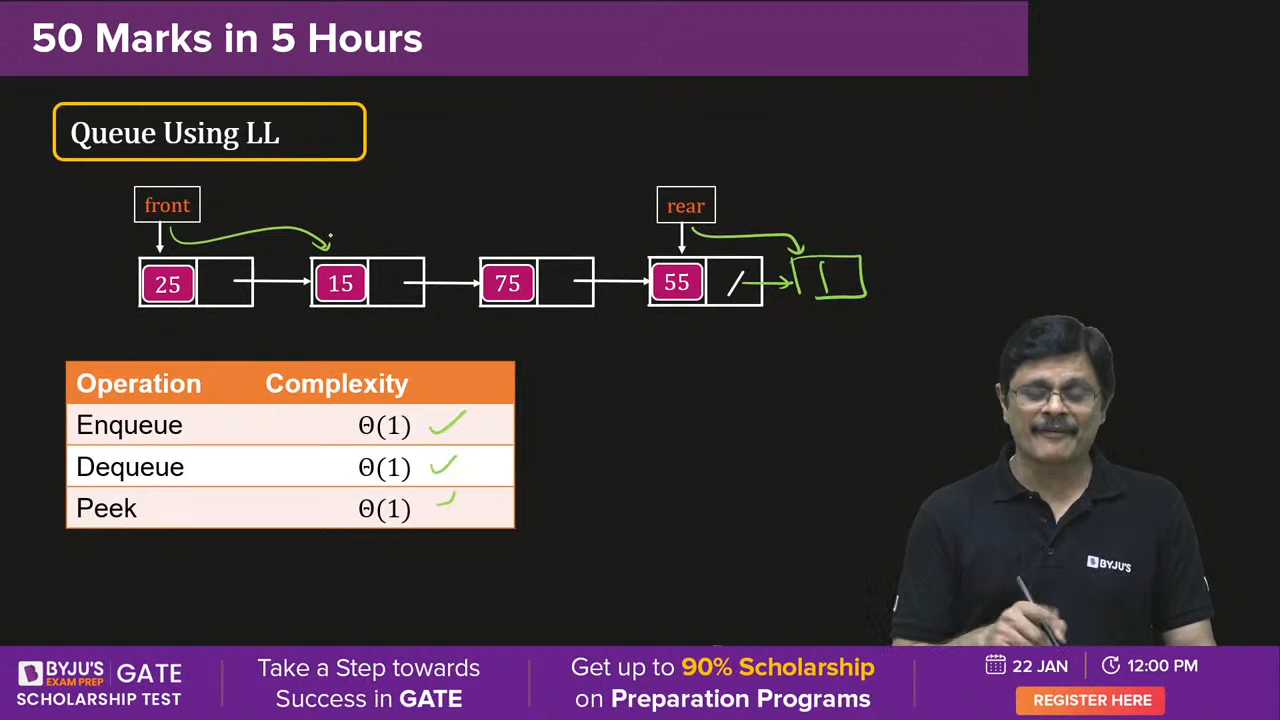 50 Marks in 5 Hours
Queue Using LL
front
rear
25
15
75
55
Operation Complexity
Enqueue Θ(1)
Dequeue Θ(1)
Peek Θ(1)
BYJU'S
BYJU'S EXAM PREP GATE
SCHOLARSHIP TEST
Take a Step towards
Success in GATE
Get up to 90% Scholarship
on Preparation Programs
22 JAN 12:00 PM
REGISTER HERE